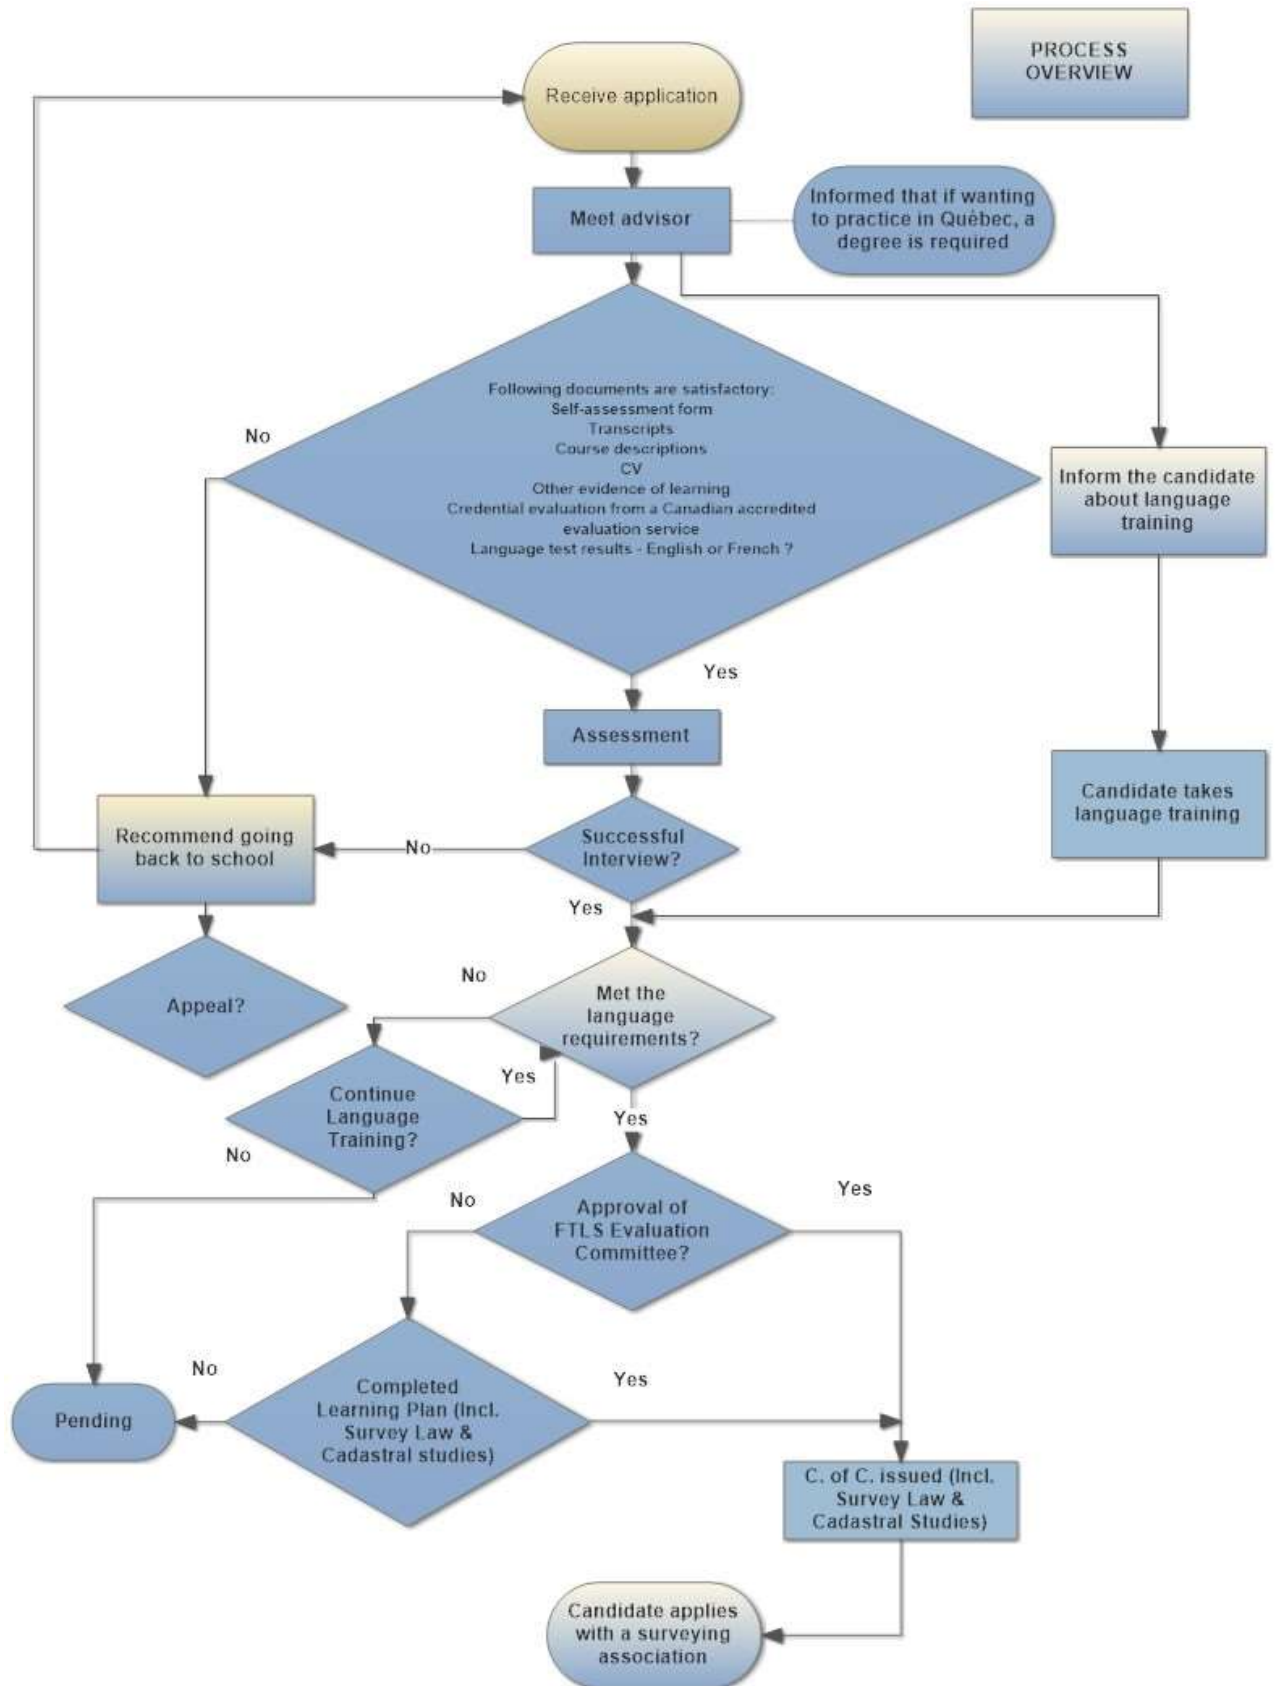 PROCESS
OVERVIEW
Receive application
Meet advisor
Informed that if wanting
to practice in Québec, a
degree is required
Following documents are satisfactory:
Self-assessment form
Transcripts
Course descriptions
CV
Other evidence of learning
Credential evaluation from a Canadian accredited
evaluation service
Language test results - English or French ?
No
Inform the candidate
about language
training
Yes
Assessment
Candidate takes
language training
Recommend going
back to school
No
Successful
Interview?
Yes
Appeal?
No
Met the
language
requirements?
Continue
Language
Training?
Yes
Yes
No
No
Approval of
FTLS Evaluation
Committee?
Yes
No
Completed
Learning Plan (Incl.
Survey Law &
Cadastral studies)
Yes
Pending
C. of C. issued (Incl.
Survey Law &
Cadastral Studies)
Candidate applies
with a surveying
association